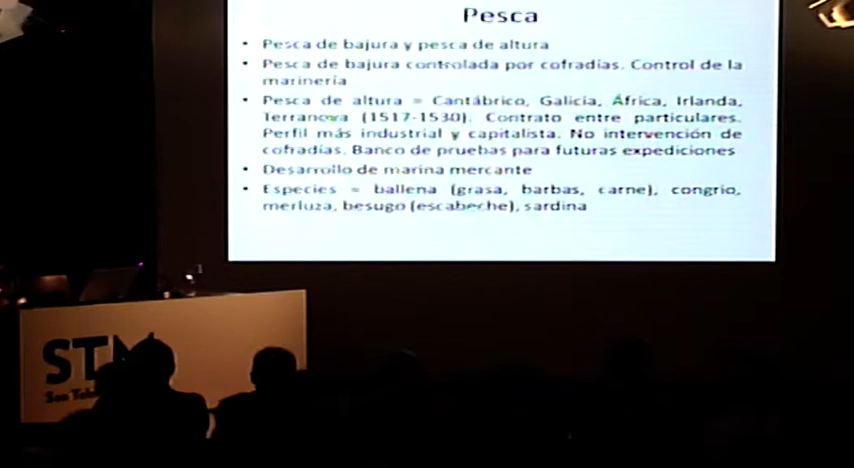 Pesca
• Pesca de bajura y pesca de altura
• Pesca de bajura controlada por cofradías. Control de la
marinería
• Pesca de altura = Cantábrico, Galicia, África, Irlanda,
Terranova (1517-1530). Contrato entre particulares.
Perfil más industrial y capitalista. No intervención de
cofradías. Banco de pruebas para futuras expediciones
• Desarrollo de marina mercante
• Especies = ballena (grasa, barbas, carne), congrio,
merluza, besugo (escabeche), sardina
STM
San